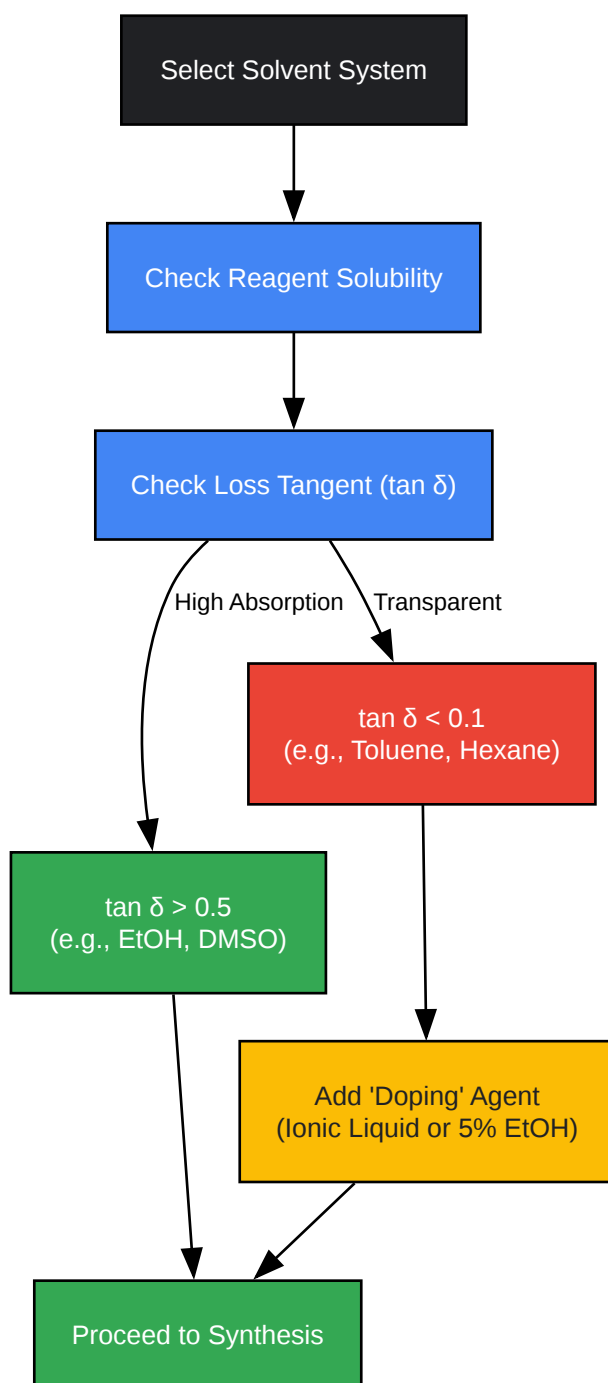 Select Solvent System
Check Reagent Solubility
Check Loss Tangent (tan δ)
High Absorption
Transparent
tan δ < 0.1
(e.g., Toluene, Hexane)
tan δ > 0.5
(e.g., EtOH, DMSO)
Add 'Doping' Agent
(Ionic Liquid or 5% EtOH)
Proceed to Synthesis